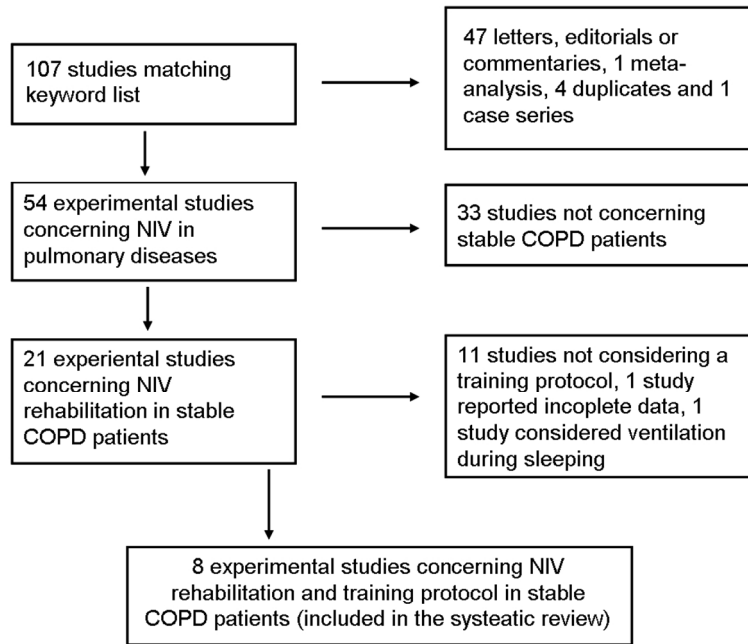 107 studies matching
keyword list
47 letters, editorials or
commentaries, 1 meta-
analysis, 4 duplicates and 1
case series
54 experimental studies
concerning NIV in
pulmonary diseases
33 studies not concerning
stable COPD patients
21 experiental studies
concerning NIV
rehabilitation in stable
COPD patients
11 studies not considering a
training protocol, 1 study
reported incoplete data, 1
study considered ventilation
during sleeping
8 experimental studies concerning NIV
rehabilitation and training protocol in stable
COPD patients (included in the systeatic review)